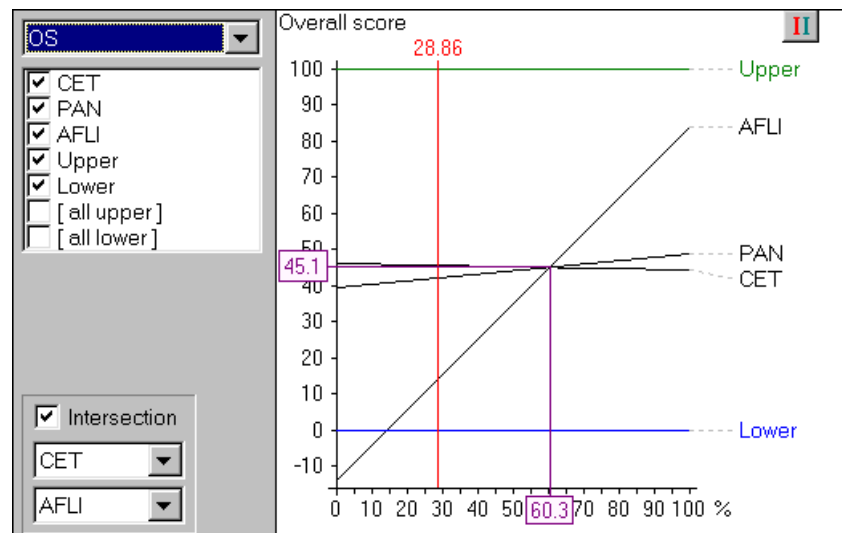 OS
CET
PAN
AFLI
Upper
Lower
[ all upper ]
[ all lower ]
Intersection
CET
AFLI
Overall score
II
28.86
100
90
80
70
60
50
45.1
40
30
20
10
0
-10
Upper
AFLI
PAN
CET
Lower
0 10 20 30 40 50 60.3 70 80 90 100 %